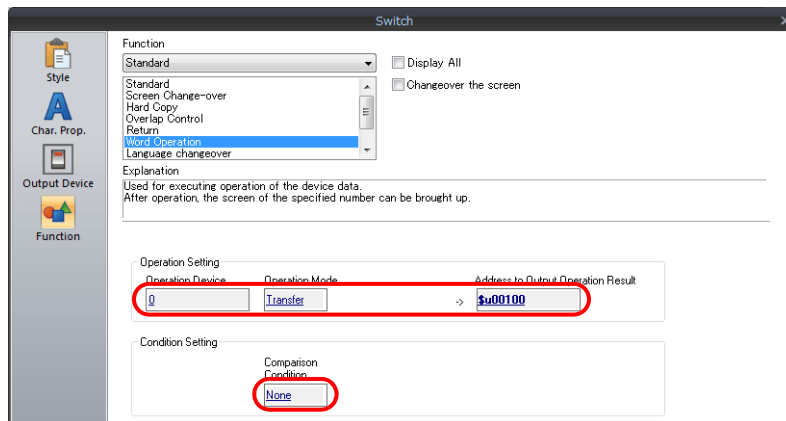 Switch
Style
Char. Prop.
Output Device
Function
Function
Standard
Display All
Changeover the screen
Standard
Screen Change-over
Hard Copy
Overlap Control
Return
Word Operation
Language changeover
Explanation
Used for executing operation of the device data.
After operation, the screen of the specified number can be brought up.
Operation Setting
Operation Device Operation Mode Address to Output Operation Result
0 Transfer -> $u00100
Condition Setting
Comparison
Condition
None